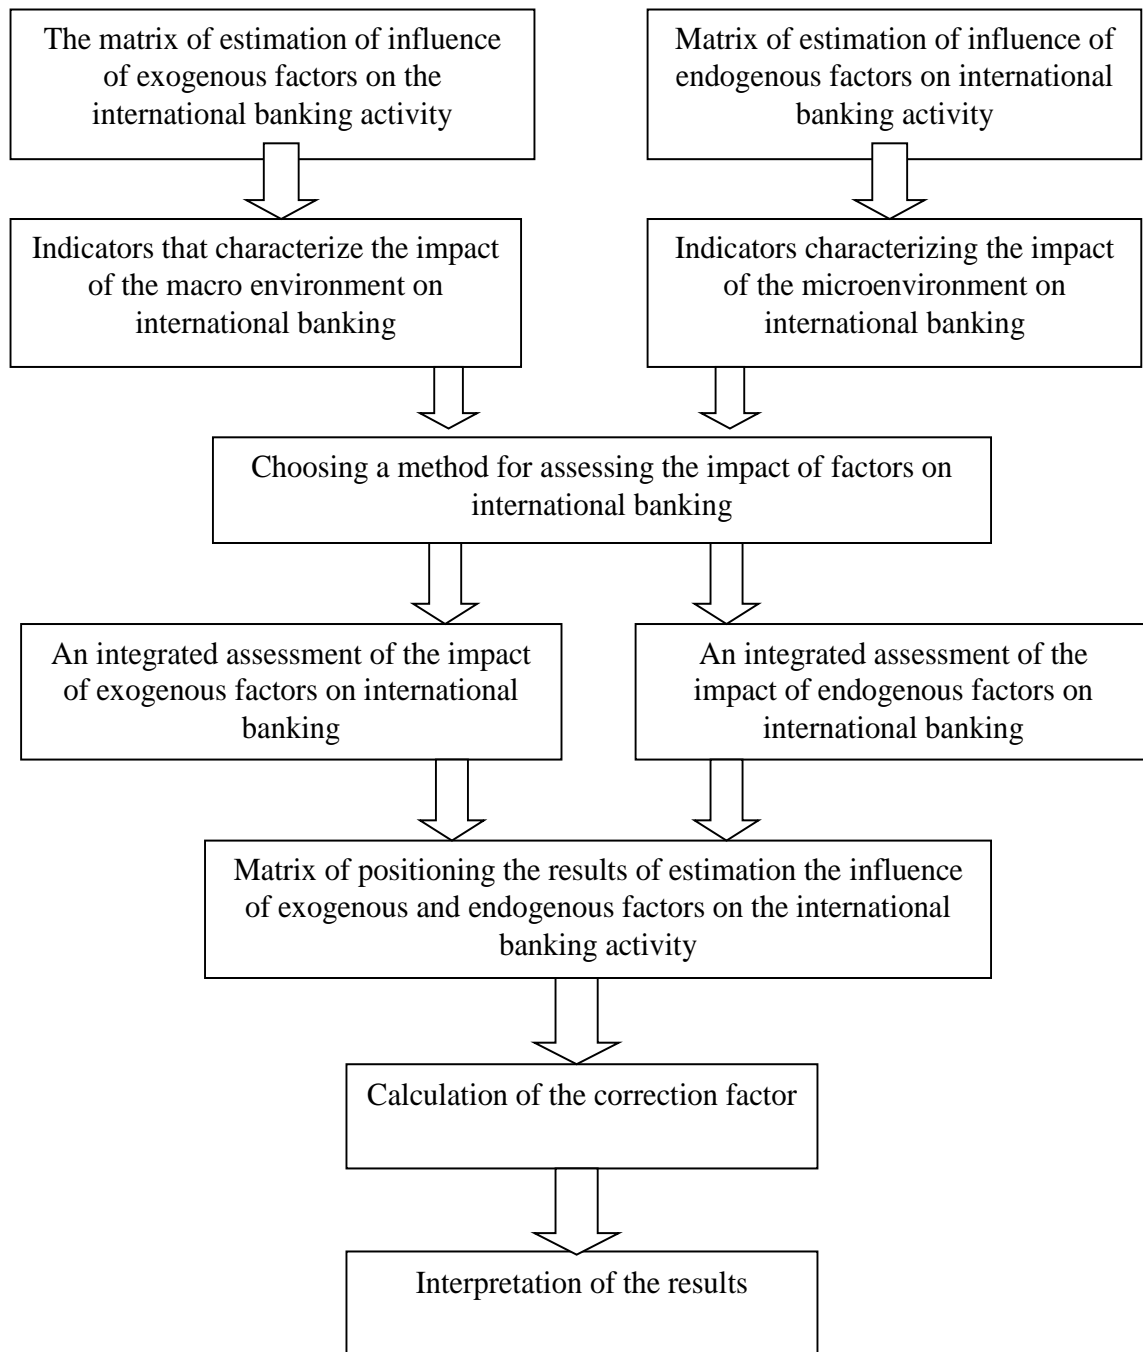 The matrix of estimation of influence
of exogenous factors on the
international banking activity
Matrix of estimation of influence of
endogenous factors on international
banking activity
Indicators that characterize the impact
of the macro environment on
international banking
Indicators characterizing the impact
of the microenvironment on
international banking
Choosing a method for assessing the impact of factors on
international banking
An integrated assessment of the impact
of exogenous factors on international
banking
An integrated assessment of the
impact of endogenous factors on
international banking
Matrix of positioning the results of estimation the influence
of exogenous and endogenous factors on the international
banking activity
Calculation of the correction factor
Interpretation of the results